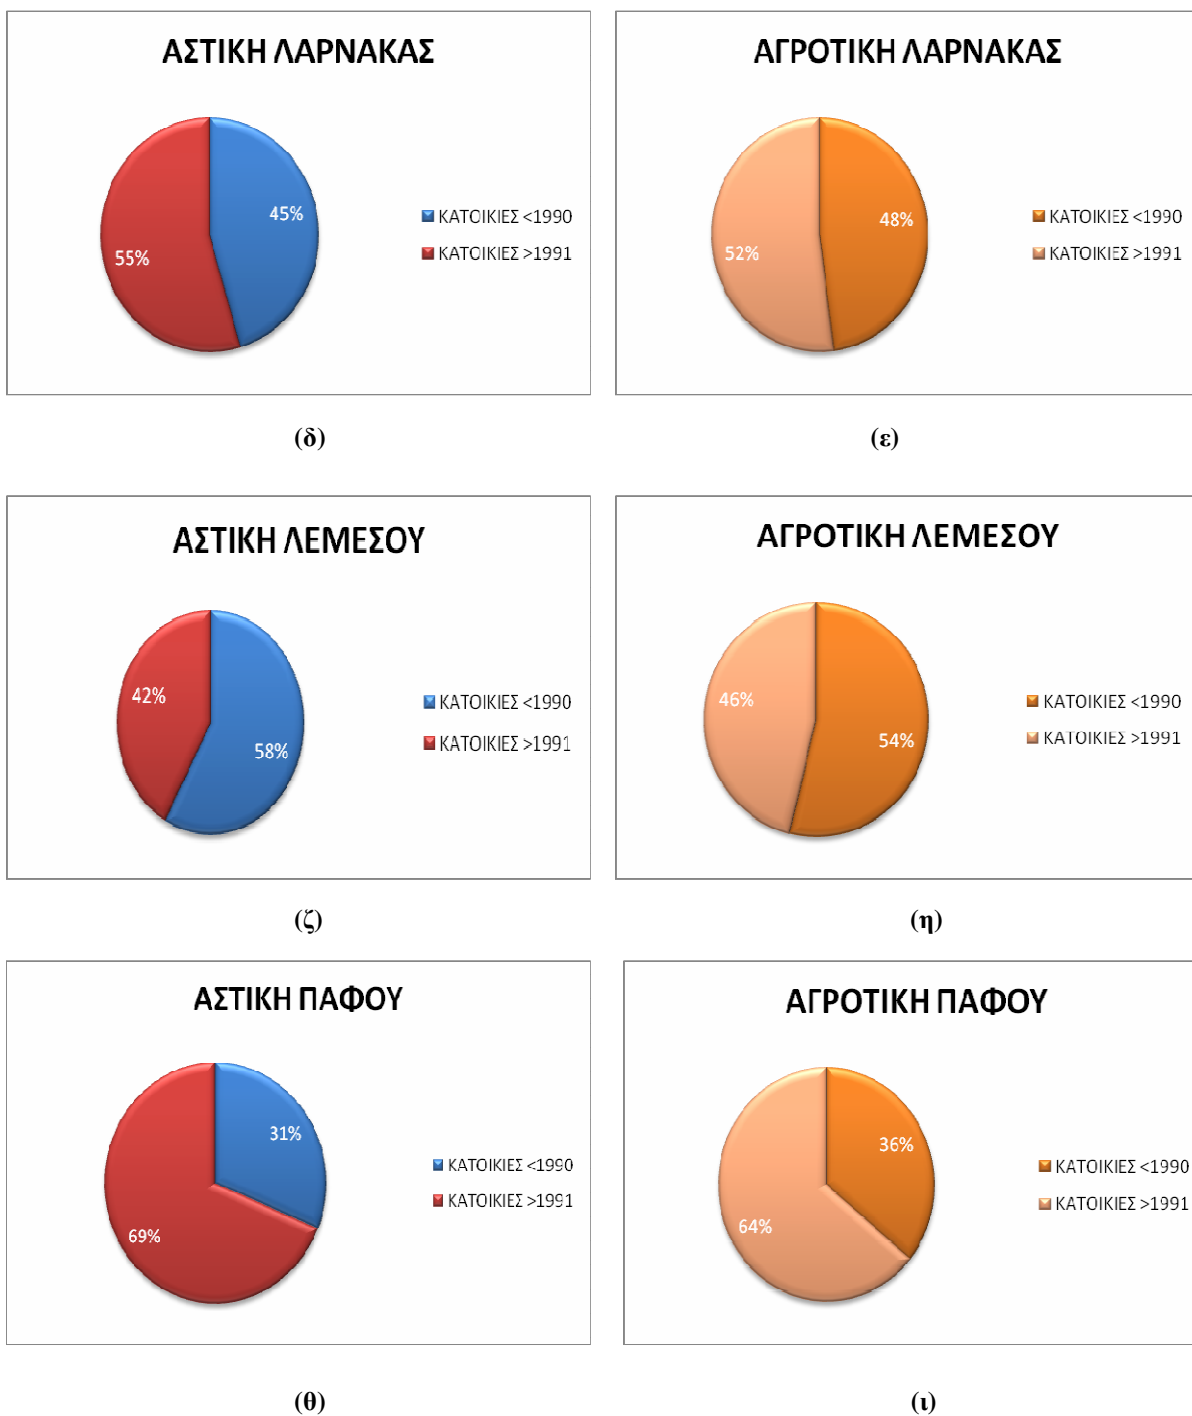 ΑΣΤΙΚΗ ΛΑΡΝΑΚΑΣ
45%
55%
ΚΑΤΟΙΚΙΕΣ <1990
ΚΑΤΟΙΚΙΕΣ >1991
(δ)
ΑΓΡΟΤΙΚΗ ΛΑΡΝΑΚΑΣ
48%
52%
ΚΑΤΟΙΚΙΕΣ <1990
ΚΑΤΟΙΚΙΕΣ >1991
(ε)
ΑΣΤΙΚΗ ΛΕΜΕΣΟΥ
42%
58%
ΚΑΤΟΙΚΙΕΣ <1990
ΚΑΤΟΙΚΙΕΣ >1991
(ζ)
ΑΓΡΟΤΙΚΗ ΛΕΜΕΣΟΥ
46%
54%
ΚΑΤΟΙΚΙΕΣ <1990
ΚΑΤΟΙΚΙΕΣ >1991
(η)
ΑΣΤΙΚΗ ΠΑΦΟΥ
31%
69%
ΚΑΤΟΙΚΙΕΣ <1990
ΚΑΤΟΙΚΙΕΣ >1991
(θ)
ΑΓΡΟΤΙΚΗ ΠΑΦΟΥ
36%
64%
ΚΑΤΟΙΚΙΕΣ <1990
ΚΑΤΟΙΚΙΕΣ >1991
(ι)